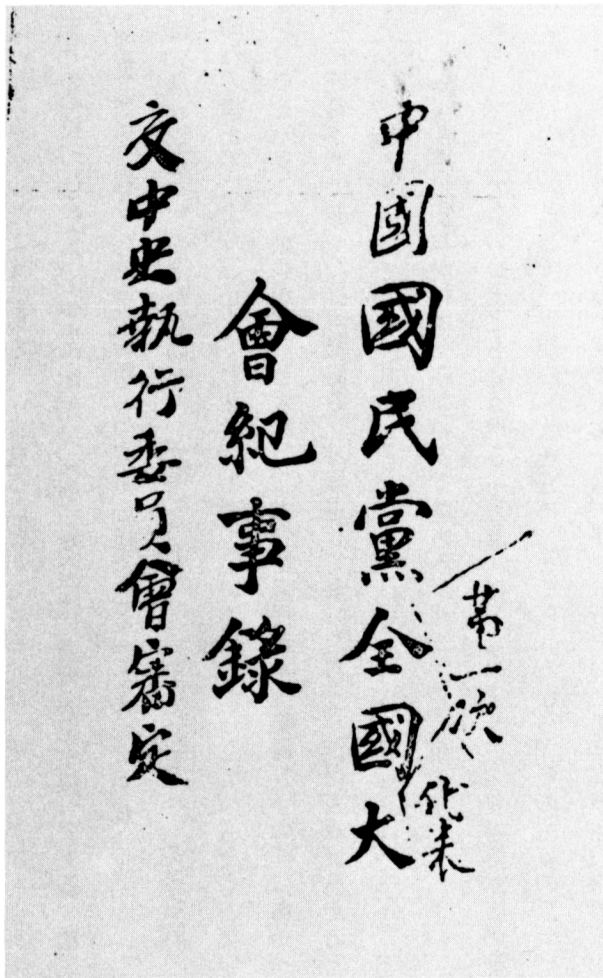 中國國民黨全國大
第一次
代表
會紀事錄
交中央執行委員會審定